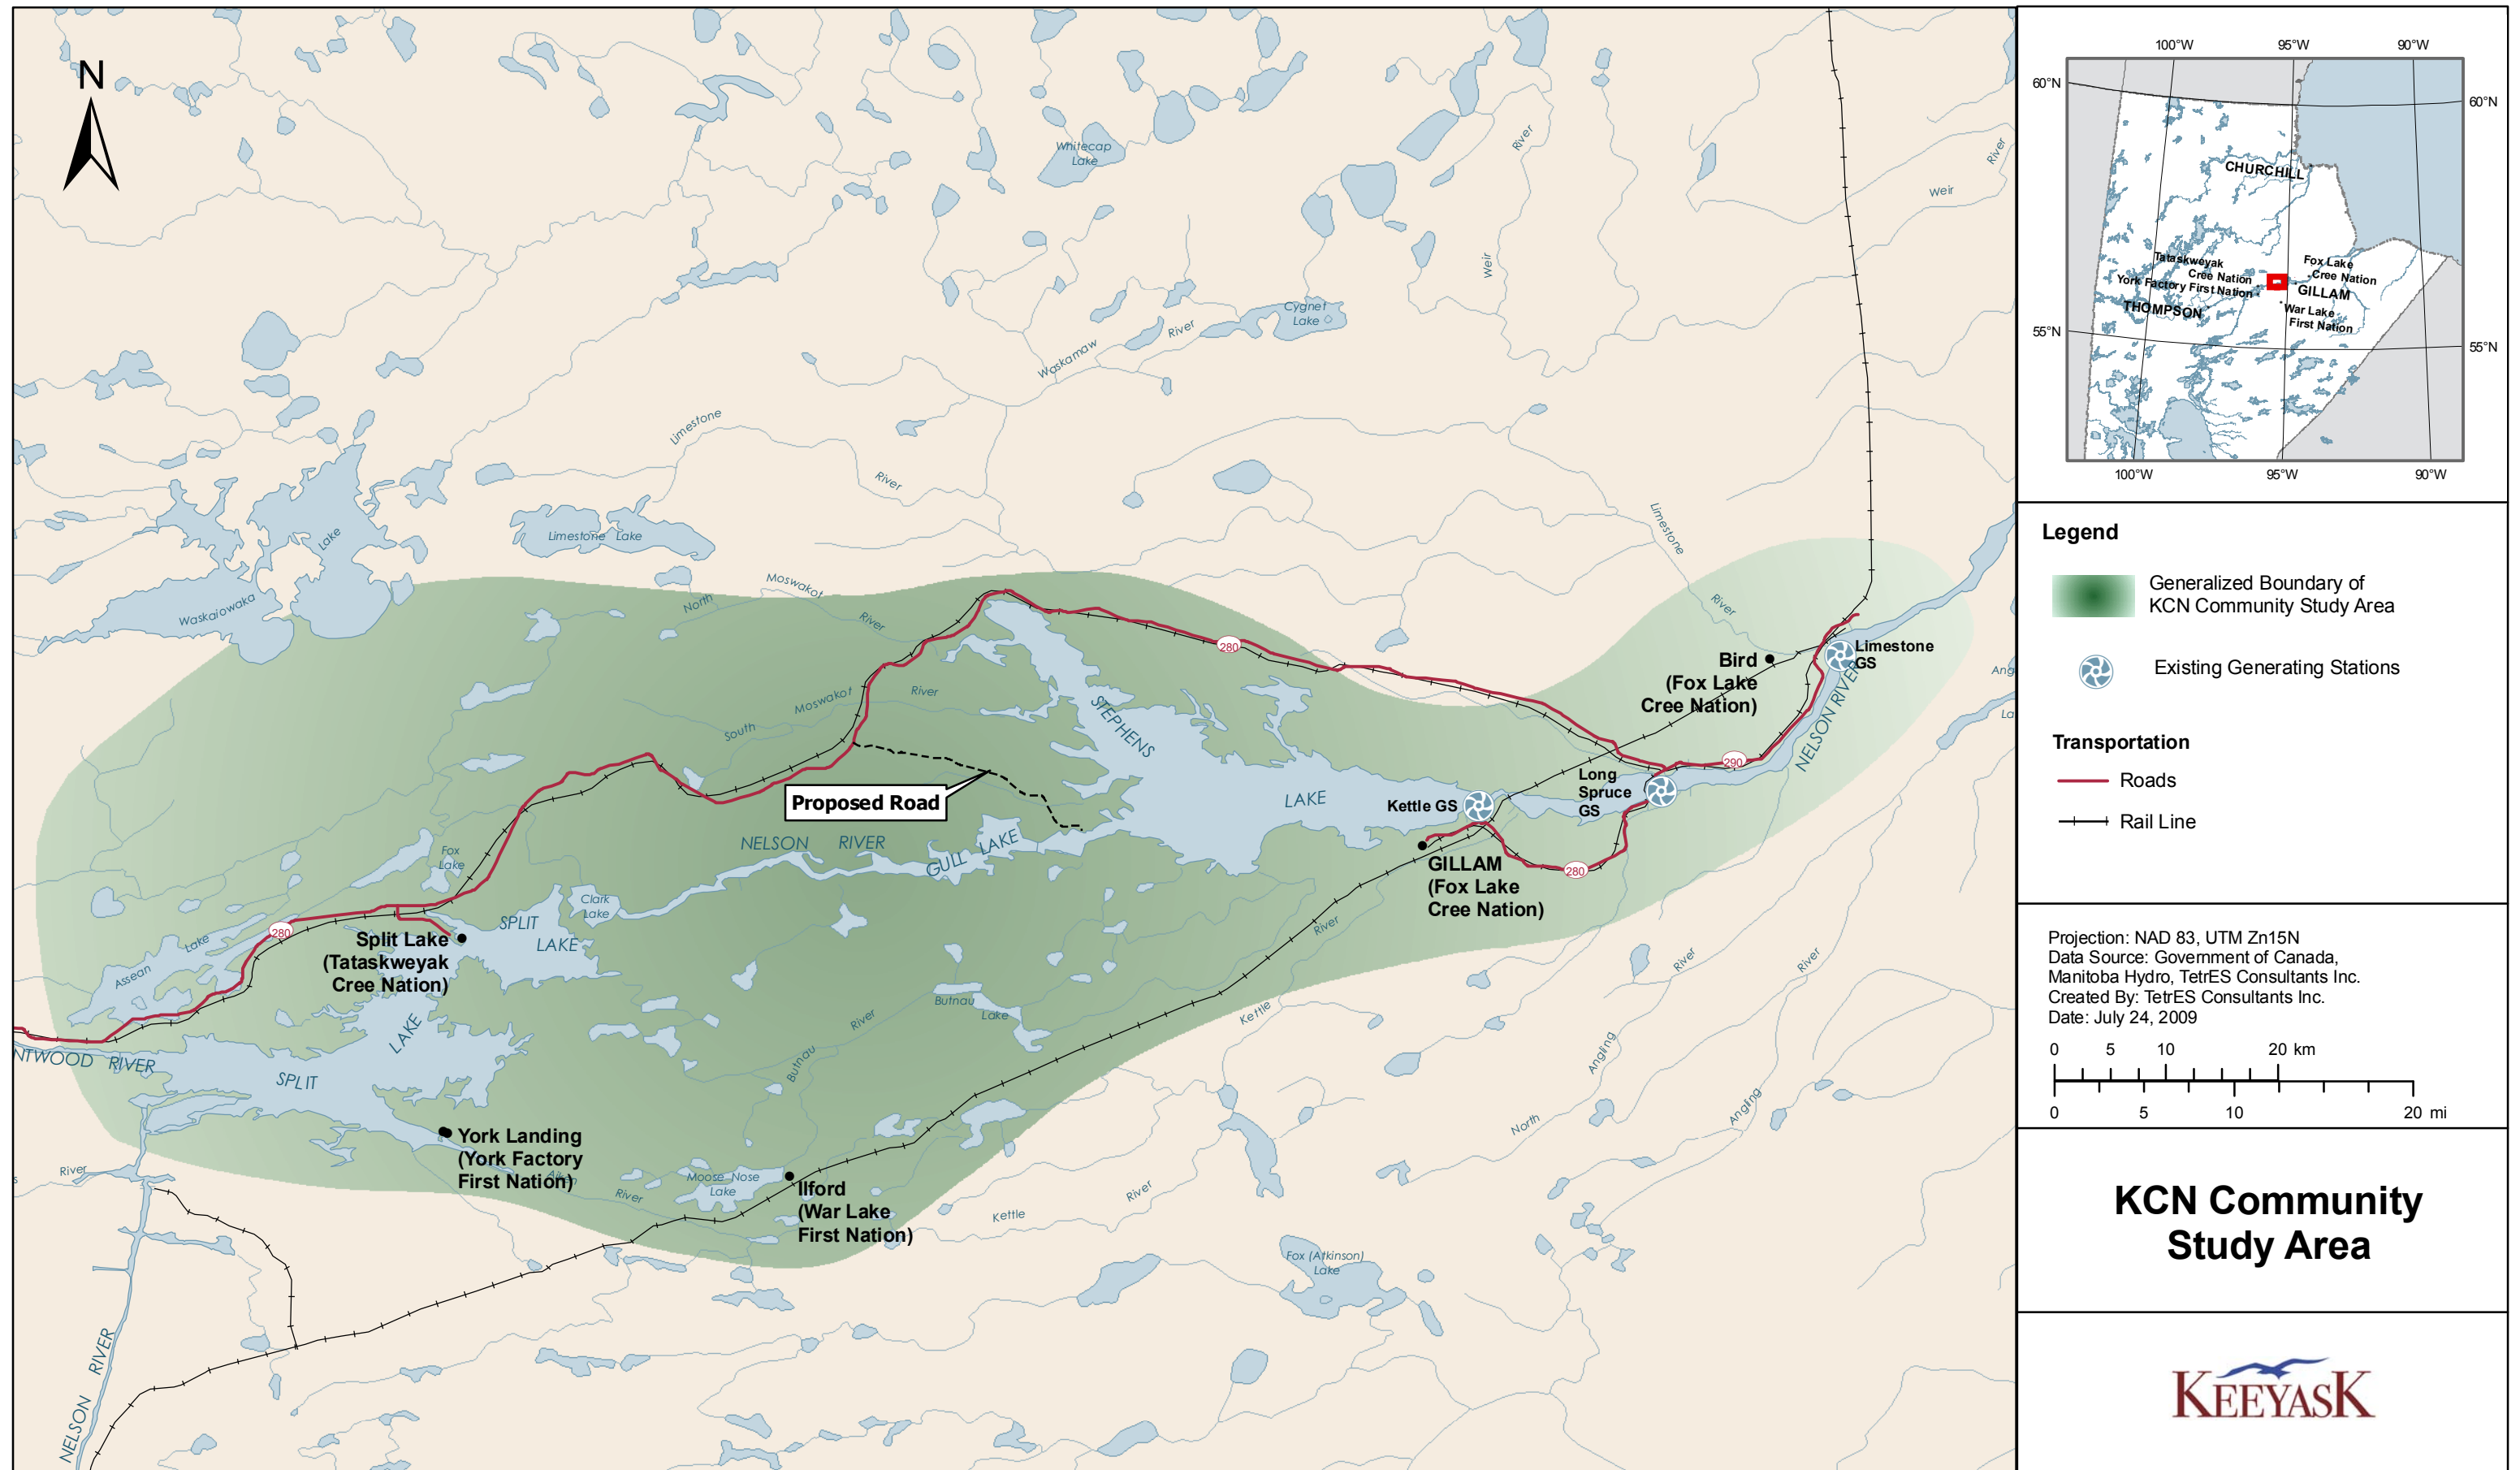 N
Whitecap
Lake
River
River
Weir
Weir
Cygnet
Lake
River
Waskamaw
Limestone
River
Limestone
River
Lake
Waskaiowaka
Limestone Lake
Moswakot
North
River
280
STEPHENS
LAKE
South
Moswakot
River
Proposed Road
Bird
(Fox Lake
Cree Nation)
Limestone
GS
NELSON RIVER
290
Long
Spruce
GS
Kettle GS
280
GILLAM
(Fox Lake
Cree Nation)
Ang
La
NELSON RIVER
GULL LAKE
Fox
Lake
Clark
Lake
SPLIT
LAKE
280
Split Lake
(Tataskweyak
Cree Nation)
Assean
Lake
NTWOOD RIVER
SPLIT
LAKE
York Landing
(York Factory
First Nation)
Aiken
River
Moose Nose
Lake
Ilford
(War Lake
First Nation)
Butnau
River
Butnau
Lake
River
Kettle
Kettle
River
River
s
River
North
Angling
River
Angling
River
Fox (Atkinson)
Lake
NELSON RIVER
100°W
95°W
90°W
60°N
60°N
CHURCHILL
Tataskweyak
Cree Nation
York Factory First Nation
THOMPSON
Fox Lake
Cree Nation
GILLAM
War Lake
First Nation
55°N
55°N
100°W
95°W
90°W
Legend
Generalized Boundary of
KCN Community Study Area
Existing Generating Stations
Transportation
Roads
Rail Line
Projection: NAD 83, UTM Zn15N
Data Source: Government of Canada,
Manitoba Hydro, TetrES Consultants Inc.
Created By: TetrES Consultants Inc.
Date: July 24, 2009
0 5 10 20 km
0 5 10 20 mi
KCN Community
Study Area
KEEYASK